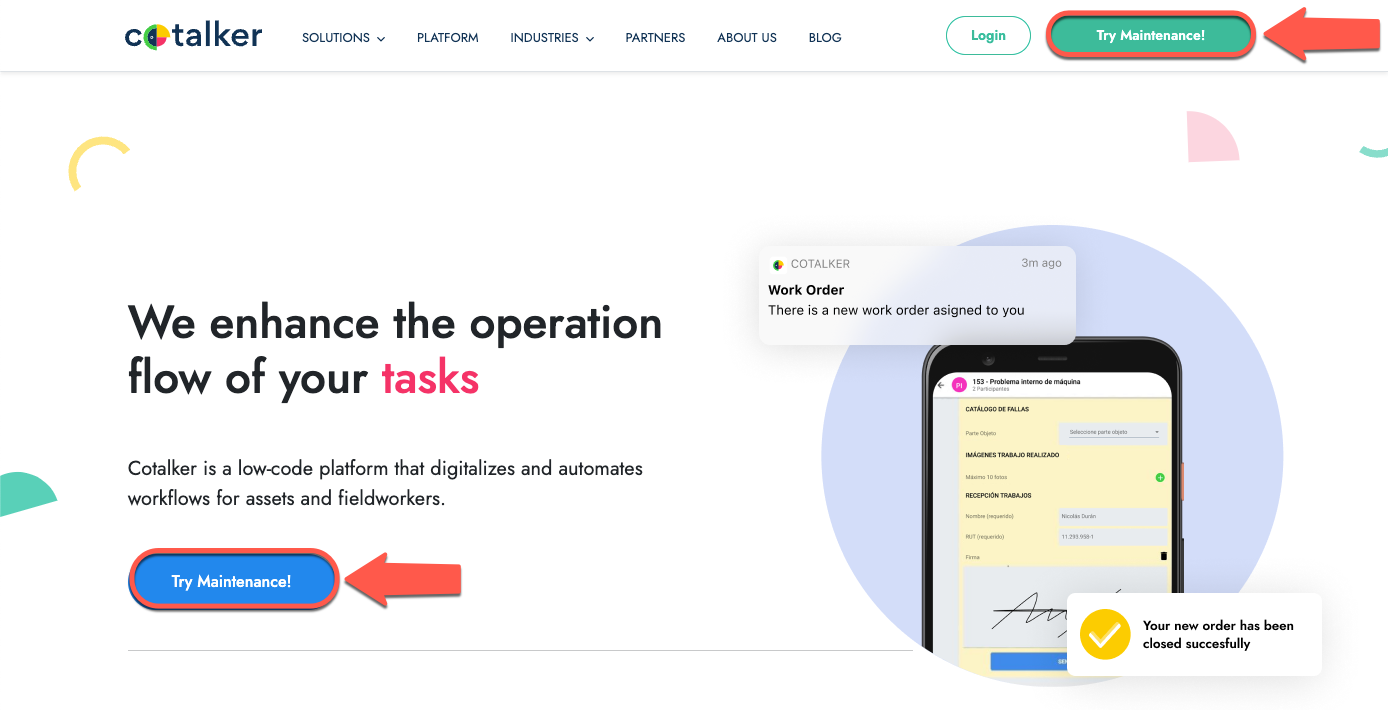 cotalker
SOLUTIONS
PLATFORM
INDUSTRIES
PARTNERS
ABOUT US
BLOG
Login
Try Maintenance!
We enhance the operation
flow of your tasks
Cotalker is a low-code platform that digitalizes and automates
workflows for assets and fieldworkers.
Try Maintenance!
COTALKER
3m ago
Work Order
There is a new work order asigned to you
PI
153 - Problema interno de máquina
2 Participantes
CATÁLOGO DE FALLAS
Parte Objeto
Seleccione parte objeto
IMÁGENES TRABAJO REALIZADO
Máximo 10 fotos
RECEPCIÓN TRABAJOS
Nombre (requerido)
Nicolás Durán
RUT (requerido)
11.293.958-1
Firma
Your new order has been
closed succesfully